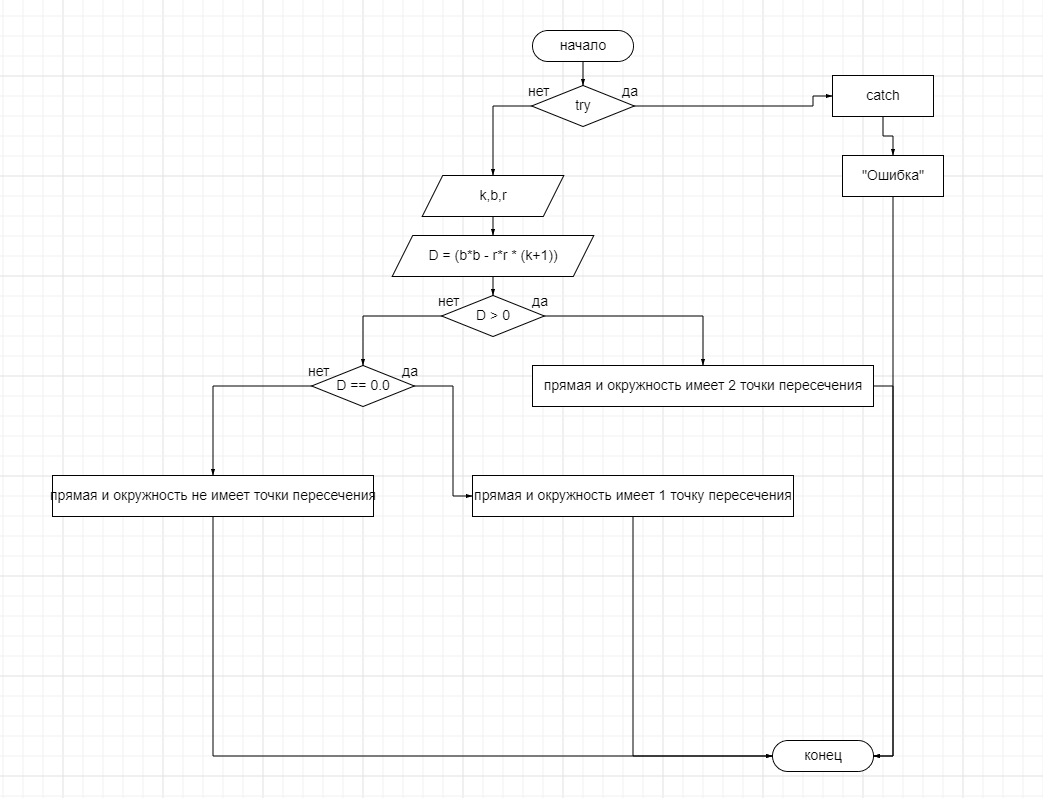 начало
нет
да
try
catch
"Ошибка"
k,b,r
D = (b*b - r*r * (k+1))
нет
да
D > 0
нет
да
D == 0.0
прямая и окружность имеет 2 точки пересечения
прямая и окружность не имеет точки пересечения
прямая и окружность имеет 1 точку пересечения
конец